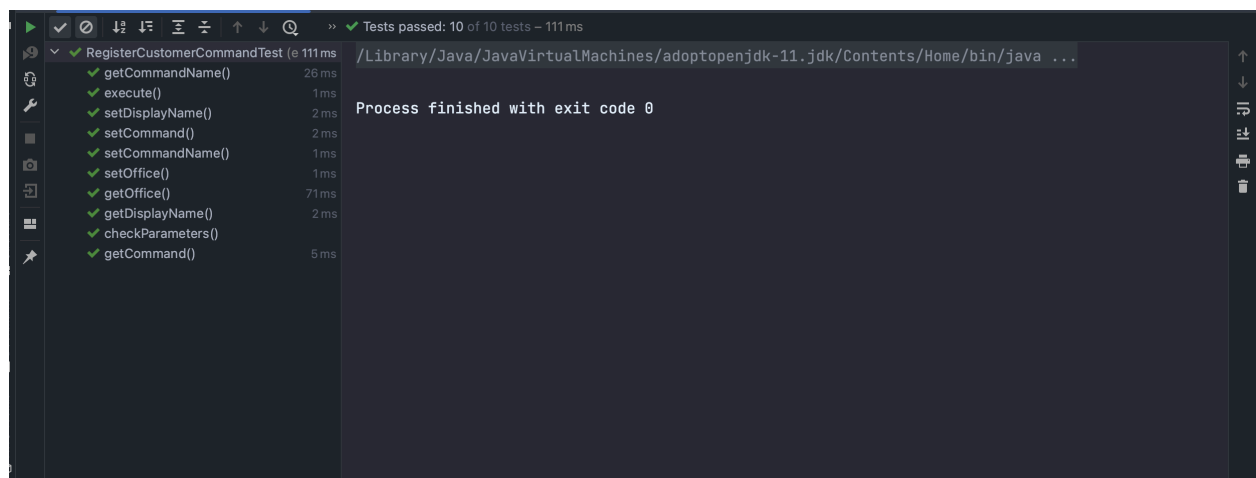 Tests passed: 10 of 10 tests – 111 ms
RegisterCustomerCommandTest (e 111 ms
getCommandName() 26 ms
execute() 1 ms
setDisplayName() 2 ms
setCommand() 2 ms
setCommandName() 1 ms
setOffice() 1 ms
getOffice() 71 ms
getDisplayName() 2 ms
checkParameters()
getCommand() 5 ms
/Library/Java/JavaVirtualMachines/adoptopenjdk-11.jdk/Contents/Home/bin/java ...
Process finished with exit code 0